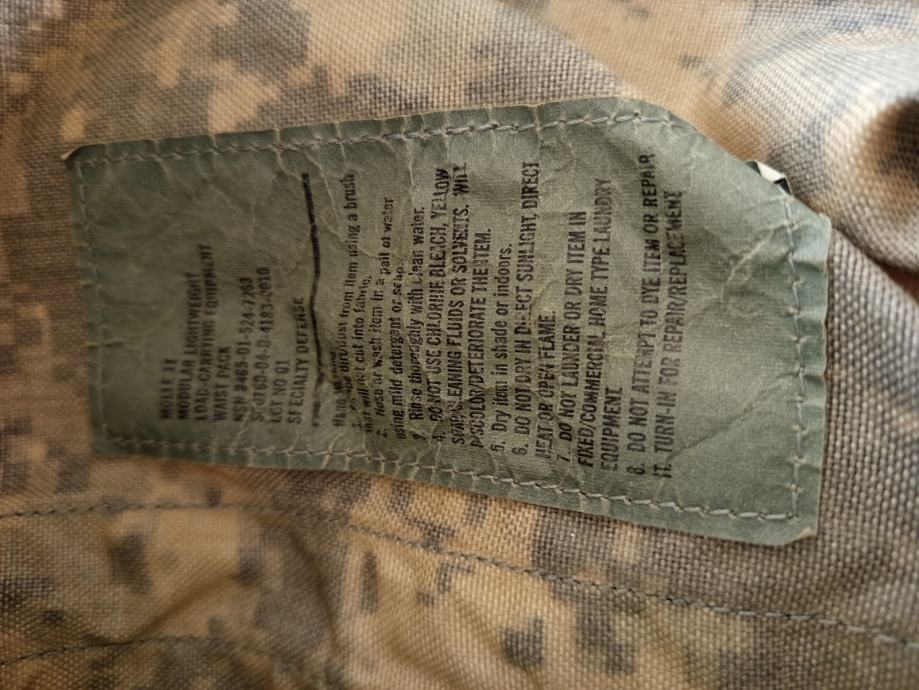 MOLLE II
MODULAR LIGHTWEIGHT
LOAD-CARRYING EQUIPMENT
WAIST PACK
NSN 8465-01-524-7263
LOT NO 01
SPECIALTY DEFENSE
dirt/dust from item using a brush
that will not cut into fabric.
2. Hose or wash item in a pail of water
using mild detergent or soap.
3. Rinse thoroughly with clean water.
4. DO NOT USE CHLORINE BLEACH, YELLOW
SOAP, CLEANING FLUIDS OR SOLVENTS. WILL
DISCOLOR/DETERIORATE THE ITEM.
5. Dry item in shade or indoors.
6. DO NOT DRY IN DIRECT SUNLIGHT, DIRECT
HEAT OR OPEN FLAME.
7. DO NOT LAUNDER OR DRY ITEM IN
FIXED/COMMERCIAL, HOME TYPE LAUNDRY
EQUIPMENT
8. DO NOT ATTEMPT TO DYE ITEM OR REPAIR
IT. TURN-IN FOR REPAIR/REPLACEMENT